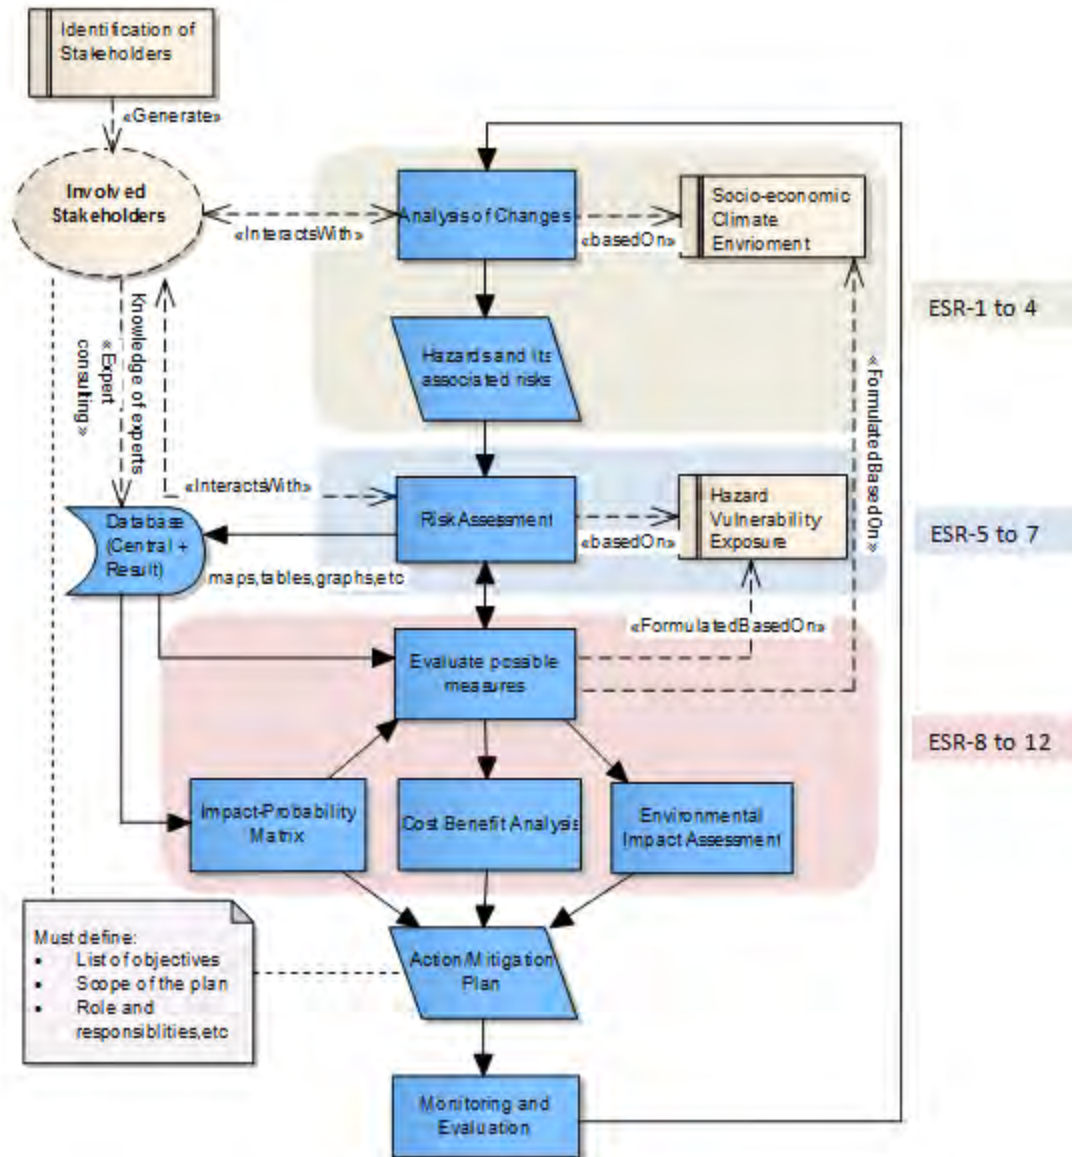 Identification of
Stakeholders
«Generate»
Involved
Stakeholders
«InteractsWith»
Analysis of Changes
«basedOn»
Socio-economic
Climate
Envrioment
ESR-1 to 4
Hazards and Its
associated risks
Knowledge of experts
«Expert
consulting»
«FormulatedBasedOn»
«InteractsWith»
Risk Assessment
«basedOn»
Hazard
Vulnerability
Exposure
ESR-5 to 7
Database
(Central +
Result)
maps,tables,graphs,etc
«FormulatedBasedOn»
Evaluate possible
measures
ESR-8 to 12
Impact-Probability
Matrix
Cost Benefit Analysis
Environmental
Impact Assessment
Must define:
• List of objectives
• Scope of the plan
• Role and
responsiblities,etc
Action/Mitigation
Plan
Monitoring and
Evaluation